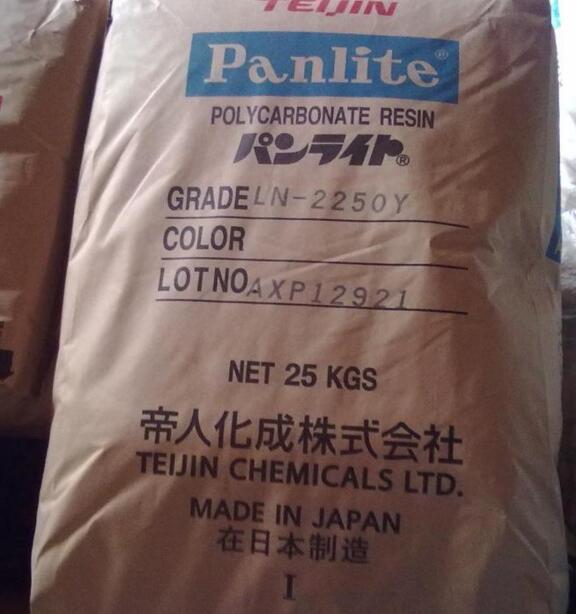 TEIJIN
Panlite®
POLYCARBONATE RESIN
パンライト®
GRADE LN-2250Y
COLOR
LOT NO AXP12921
NET 25 KGS
帝人化成株式会社
TEIJIN CHEMICALS LTD.
MADE IN JAPAN
在日本制造
I